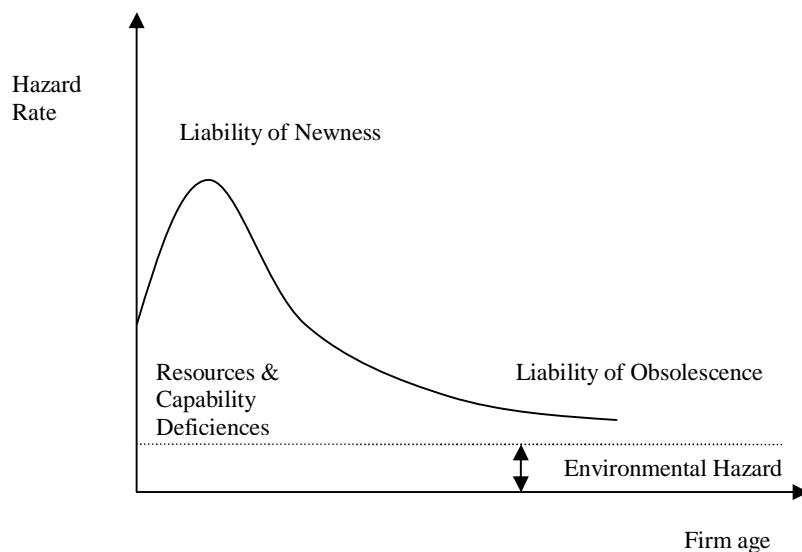 Hazard
Rate
Liability of Newness
Resources &
Capability
Deficiences
Liability of Obsolescence
Environmental Hazard
Firm age